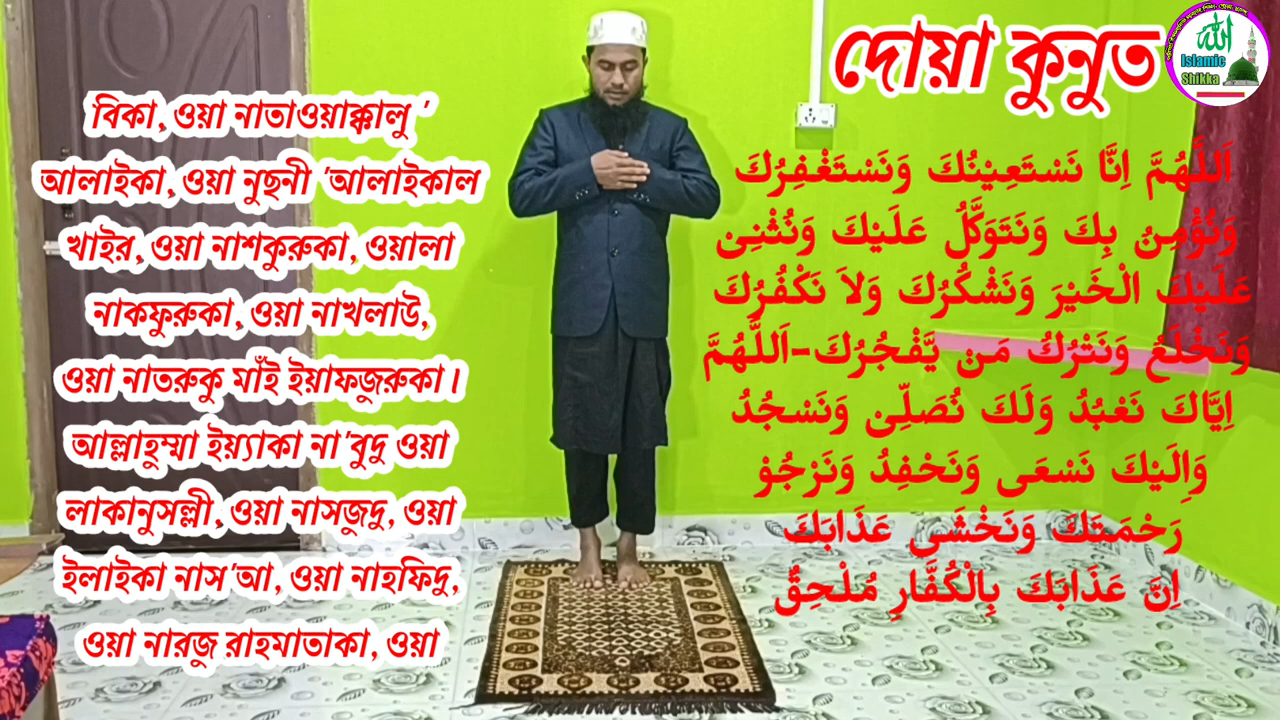 দোয়া কুনুত
الله
Islamic
Shikka
বিকা, ওয়া নাতাওয়াক্কালু '
আলাইকা, ওয়া নুছনী 'আলাইকাল
খাইর, ওয়া নাশকুরুকা, ওয়ালা
নাকফুরুকা, ওয়া নাখলাউ,
ওয়া নাতরুকু মাঁই ইয়াফজুরুকা।
আল্লাহুম্মা ইয়্যাকা না'বুদু ওয়া
লাকানুসল্লী, ওয়া নাসজুদু, ওয়া
ইলাইকা নাস'আ, ওয়া নাহফিদু,
ওয়া নারজু রাহমাতাকা, ওয়া
اَللَّهُمَّ اِنَّا نَسْتَعِيْنُكَ وَنَسْتَغْفِرُكَ
وَنُؤْمِنُ بِكَ وَنَتَوَكَّلُ عَلَيْكَ وَنُثْنِىْ
عَلَيْكَ الْخَيْرَ وَنَشْكُرُكَ وَلاَ نَكْفُرُكَ
وَنَخْلَعُ وَنَتْرُكُ مَنْ يَّفْجُرُكَ-اَللَّهُمَّ
اِيَّاكَ نَعْبُدُ وَلَكَ نُصَلِّىْ وَنَسْجُدُ
وَاِلَيْكَ نَسْعَى وَنَحْفِدُ وَنَرْجُوْ
رَحْمَتَكَ وَنَخْشَى عَذَابَكَ
اِنَّ عَذَابَكَ بِالْكُفَّارِ مُلْحِقٌ